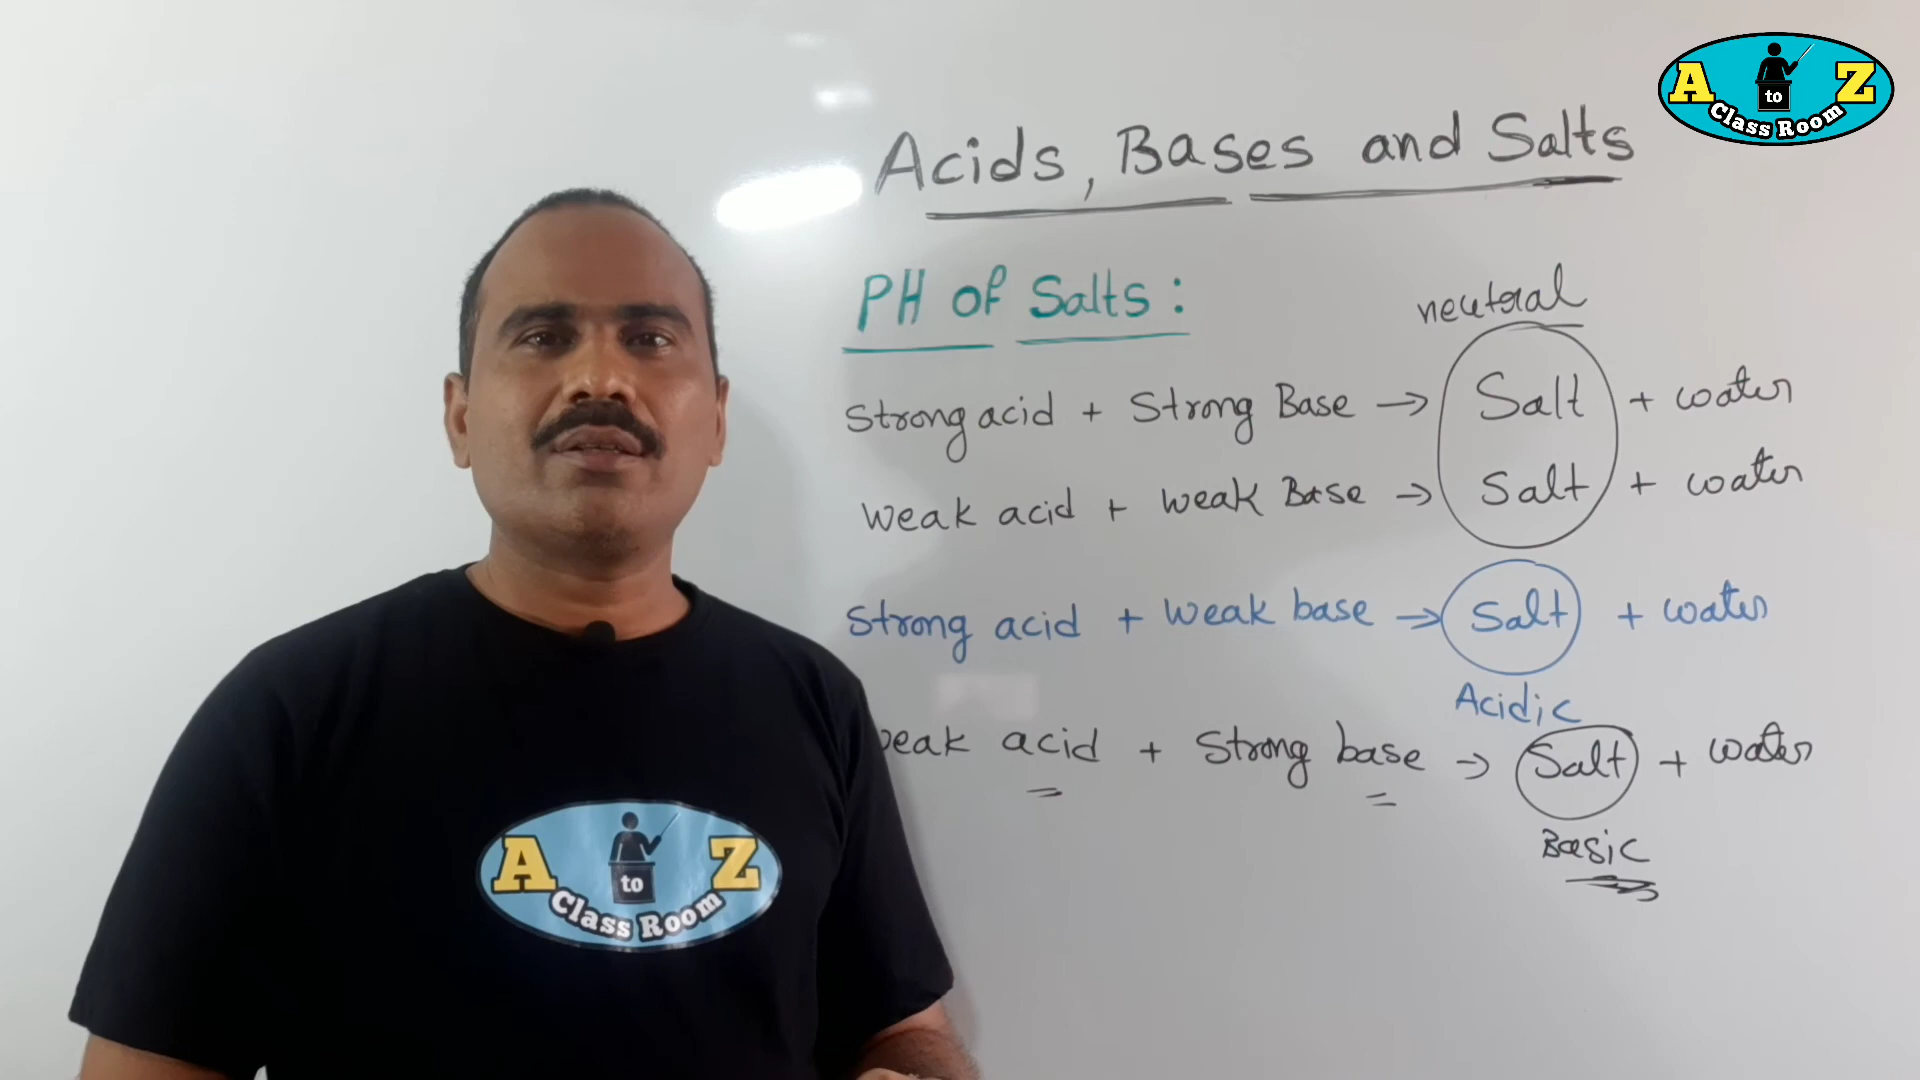 A to Z
Class Room
Acids, Bases and Salts
PH of Salts:
neutral
Strong acid + Strong Base → Salt + water
weak acid + weak Base → Salt + water
Strong acid + weak base → Salt + water
Acidic
eak acid + Strong base → Salt + water
Basic
A to Z
Class Room